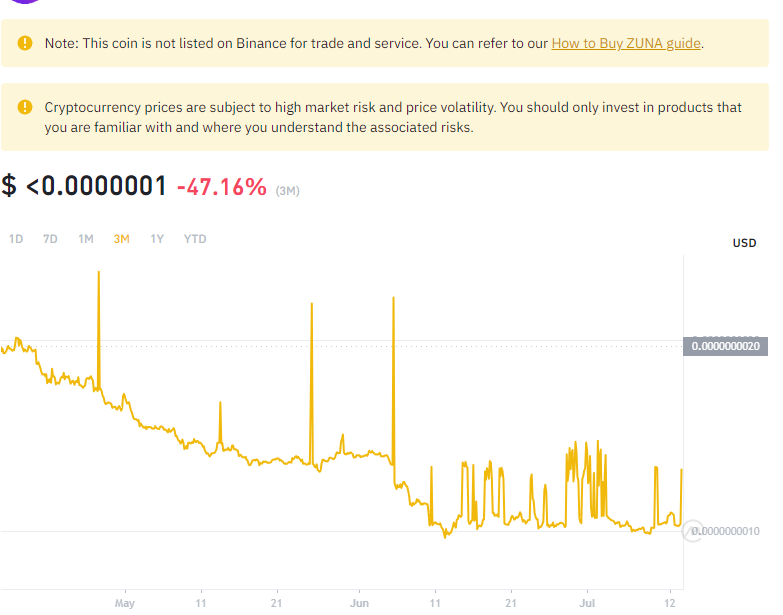 Note: This coin is not listed on Binance for trade and service. You can refer to our How to Buy ZUNA guide.
Cryptocurrency prices are subject to high market risk and price volatility. You should only invest in products that
you are familiar with and where you understand the associated risks.
$ <0.0000001 -47.16% (3M)
1D 7D 1M 3M 1Y YTD
USD
0.0000000020
0.0000000010
May 11 21 Jun 11 21 Jul 12